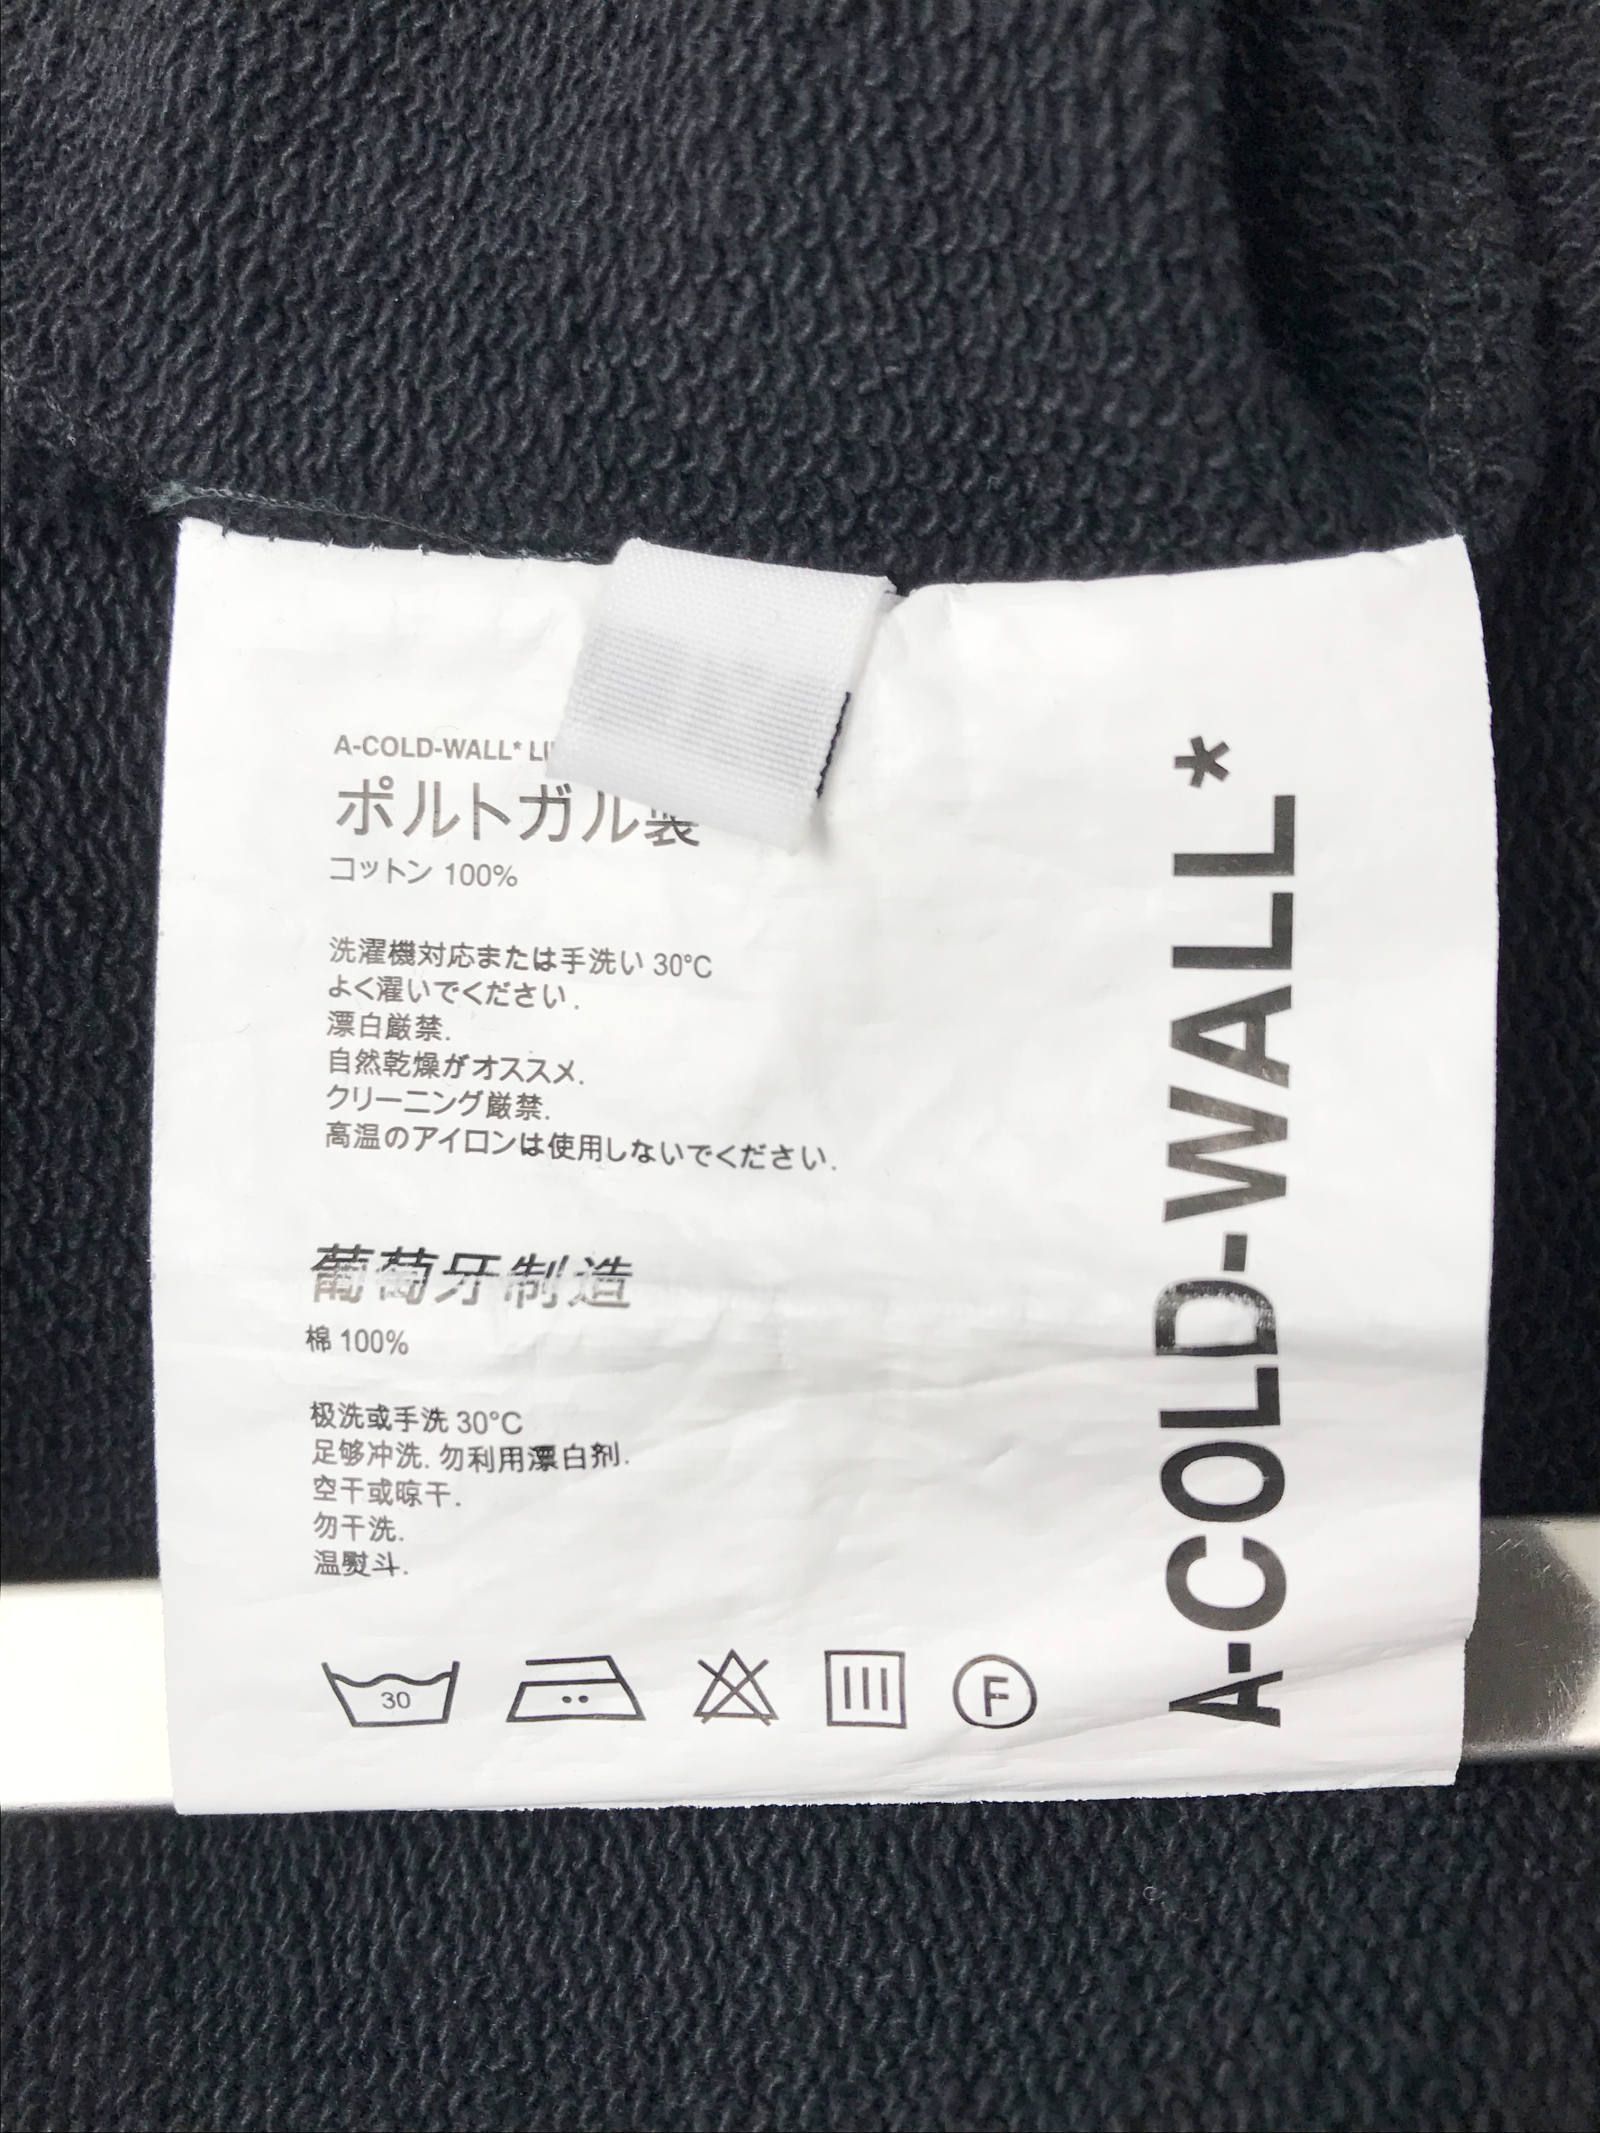 A-COLD-WALL*
ポルトガル製
コットン 100%
洗濯機対応または手洗い 30°C
よく濯いでください.
漂白厳禁.
自然乾燥がオススメ.
クリーニング厳禁.
高温のアイロンは使用しないでください.
葡萄牙制造
棉 100%
极洗或手洗 30°C
足够冲洗. 勿利用漂白剂.
空干或晾干.
勿干洗.
温熨斗.
30
F
A-COLD-WALL*